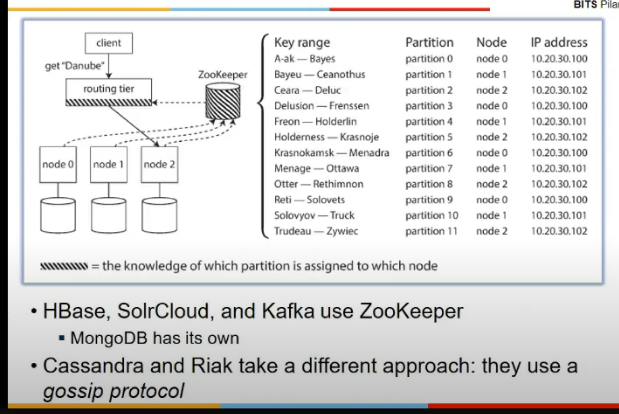 BITS Pilan
client
get "Danube"
routing tier
ZooKeeper
node 0 node 1 node 2
Key range Partition Node IP address
A-ak — Bayes partition 0 node 0 10.20.30.100
Bayeu — Ceanothus partition 1 node 1 10.20.30.101
Ceara — Deluc partition 2 node 2 10.20.30.102
Delusion — Frenssen partition 3 node 0 10.20.30.100
Freon — Holderlin partition 4 node 1 10.20.30.101
Holderness — Krasnoje partition 5 node 2 10.20.30.102
Krasnokamsk — Menadra partition 6 node 0 10.20.30.100
Menage — Ottawa partition 7 node 1 10.20.30.101
Otter — Rethimnon partition 8 node 2 10.20.30.102
Reti — Solovets partition 9 node 0 10.20.30.100
Solovyov — Truck partition 10 node 1 10.20.30.101
Trudeau — Zywiec partition 11 node 2 10.20.30.102
= the knowledge of which partition is assigned to which node
• HBase, SolrCloud, and Kafka use ZooKeeper
▪ MongoDB has its own
• Cassandra and Riak take a different approach: they use a
gossip protocol